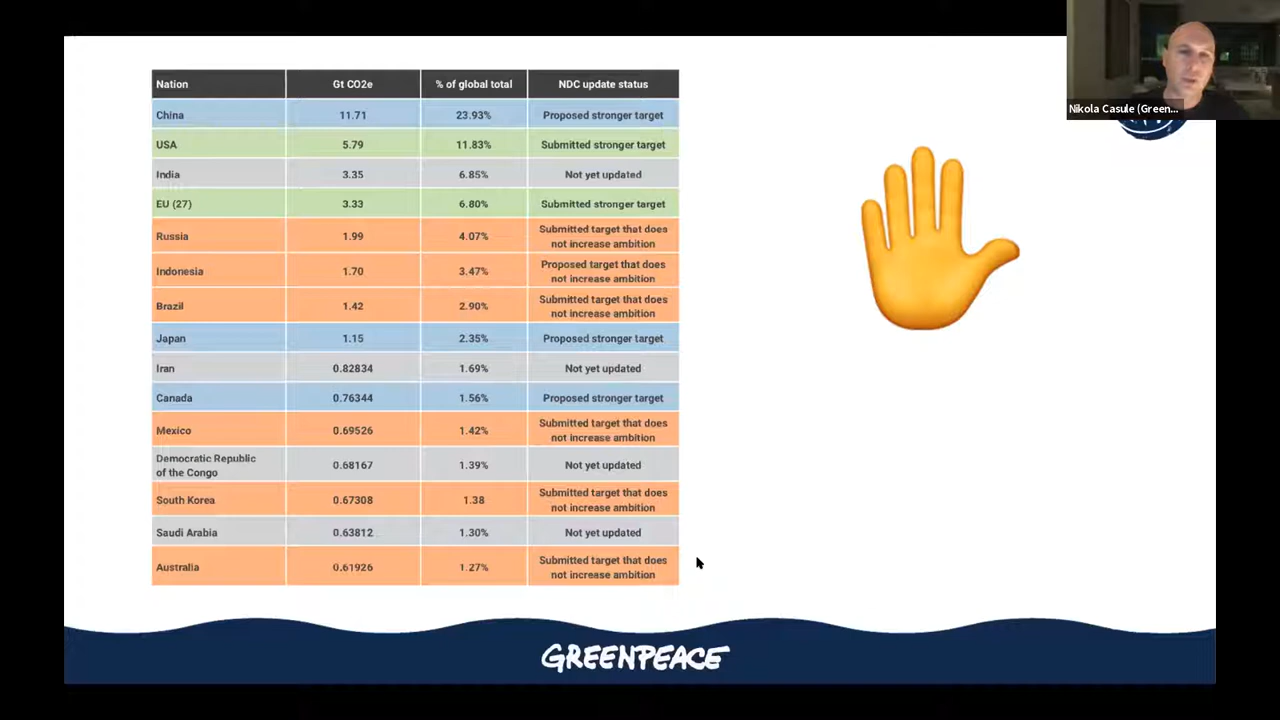 Nation Gt CO2e % of global total NDC update status
China 11.71 23.93% Proposed stronger target
USA 5.79 11.83% Submitted stronger target
India 3.35 6.85% Not yet updated
EU (27) 3.33 6.80% Submitted stronger target
Russia 1.99 4.07% Submitted target that does
not increase ambition
Indonesia 1.70 3.47% Proposed target that does
not increase ambition
Brazil 1.42 2.90% Submitted target that does
not increase ambition
Japan 1.15 2.35% Proposed stronger target
Iran 0.82834 1.69% Not yet updated
Canada 0.76344 1.56% Proposed stronger target
Mexico 0.69526 1.42% Submitted target that does
not increase ambition
Democratic Republic
of the Congo 0.68167 1.39% Not yet updated
South Korea 0.67308 1.38 Submitted target that does
not increase ambition
Saudi Arabia 0.63812 1.30% Not yet updated
Australia 0.61926 1.27% Submitted target that does
not increase ambition
Nikola Casule (Green...
GREENPEACE